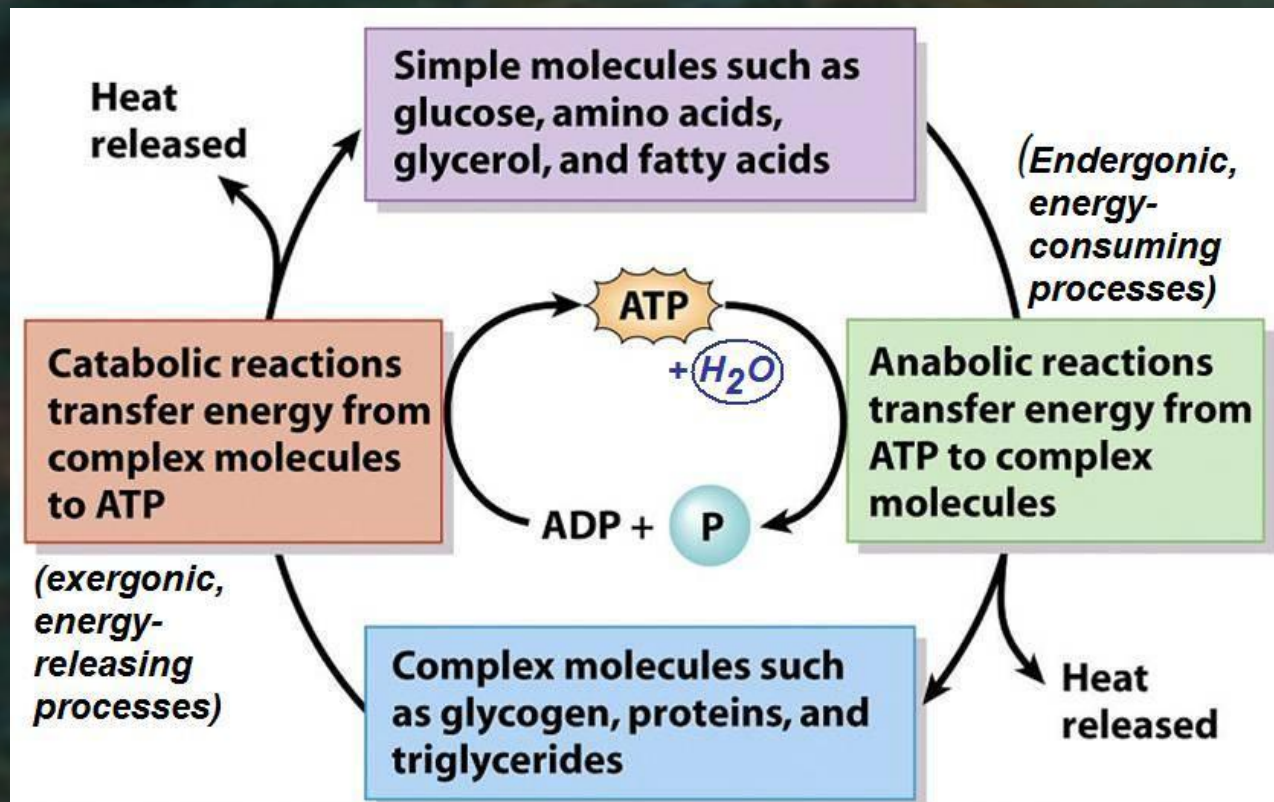 Simple molecules such as
glucose, amino acids,
glycerol, and fatty acids
Heat
released
(Endergonic,
energy-
consuming
processes)
ATP
+ H₂O
Catabolic reactions
transfer energy from
complex molecules
to ATP
Anabolic reactions
transfer energy from
ATP to complex
molecules
ADP + P
(exergonic,
energy-
releasing
processes)
Complex molecules such
as glycogen, proteins, and
triglycerides
Heat
released